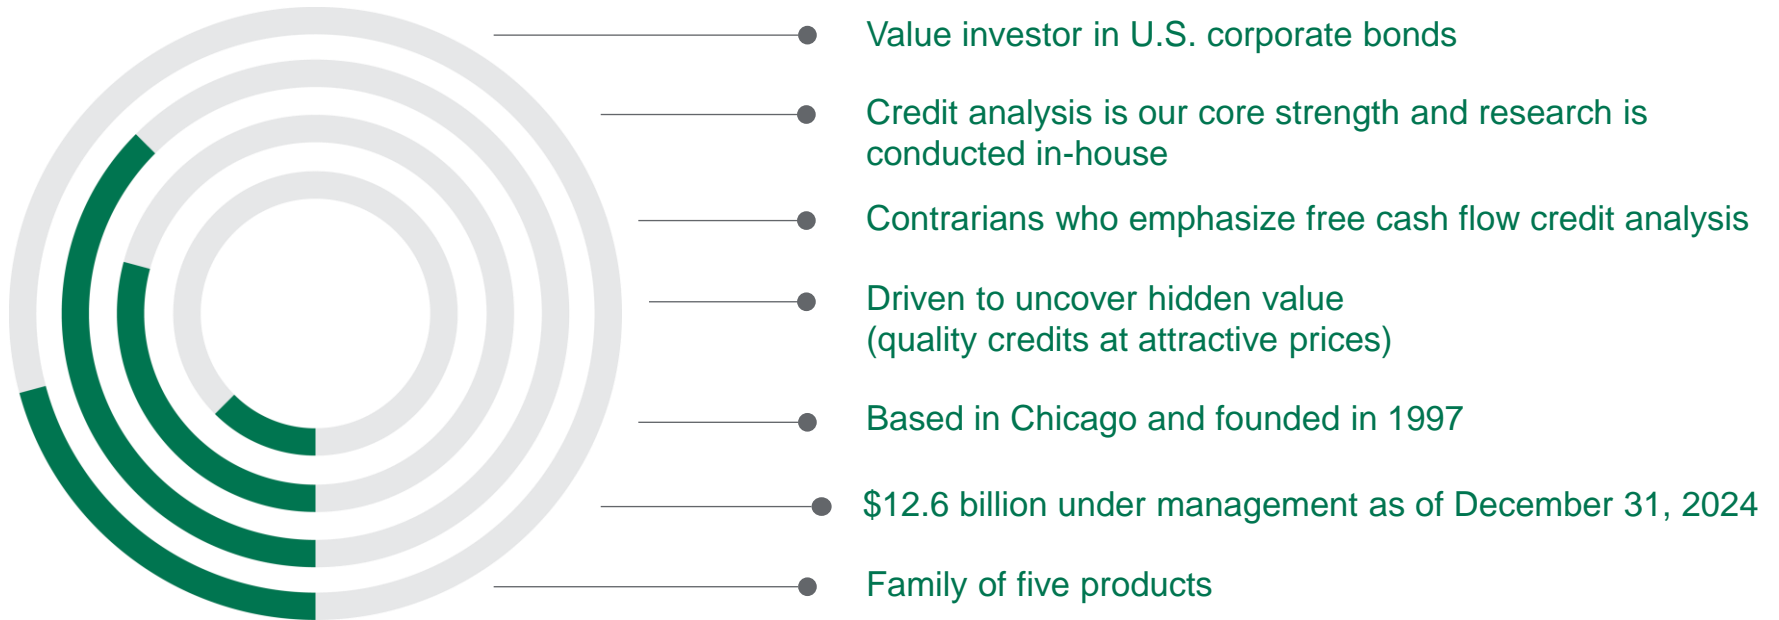 Value investor in U.S. corporate bonds
Credit analysis is our core strength and research is
conducted in-house
Contrarians who emphasize free cash flow credit analysis
Driven to uncover hidden value
(quality credits at attractive prices)
Based in Chicago and founded in 1997
$12.6 billion under management as of December 31, 2024
Family of five products